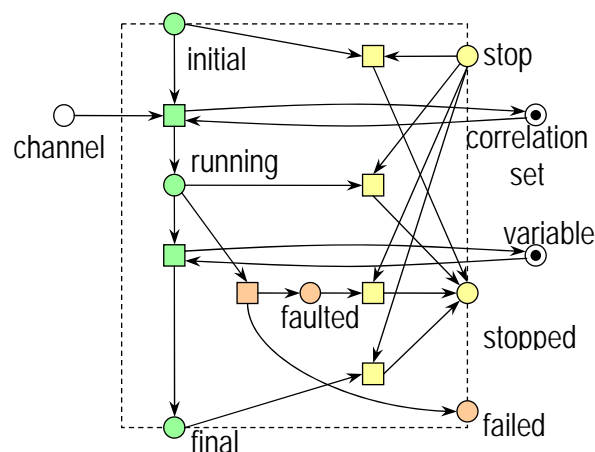 initial
stop
channel
correlation
set
running
variable
faulted
stopped
failed
final